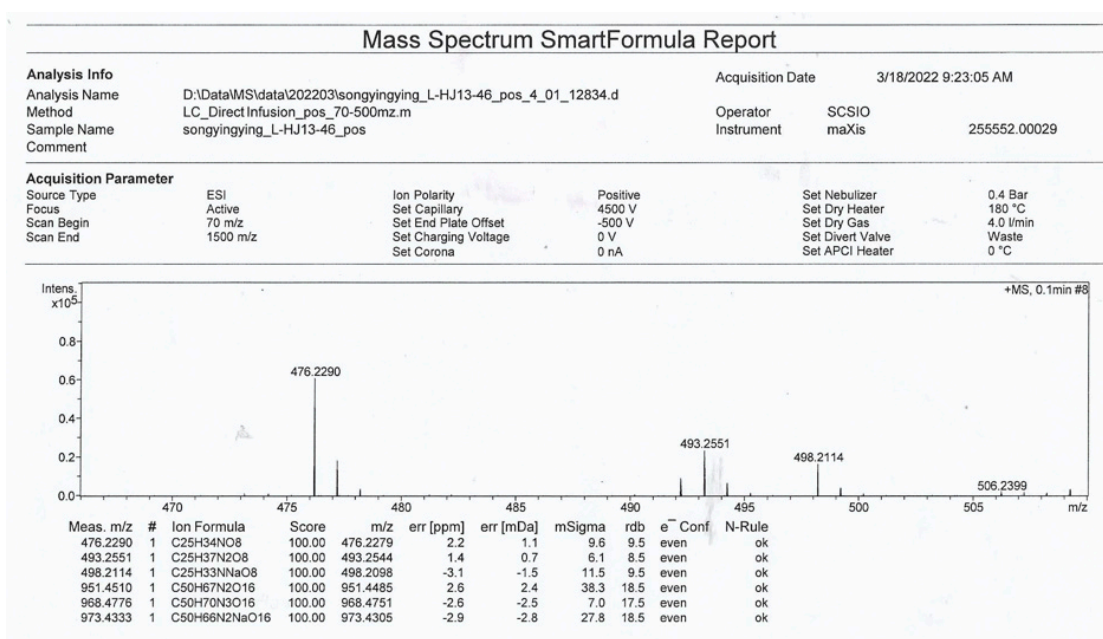 Mass Spectrum SmartFormula Report
Analysis Info
Acquisition Date 3/18/2022 9:23:05 AM
Analysis Name D:\Data\MS\data\202203\songyingying_L-HJ13-46_pos_4_01_12834.d
Method LC_Direct Infusion_pos_70-500mz.m
Operator SCSIO
Sample Name songyingying_L-HJ13-46_pos
Instrument maXis 255552.00029
Comment
Acquisition Parameter
Source Type ESI Ion Polarity Positive Set Nebulizer 0.4 Bar
Focus Active Set Capillary 4500 V Set Dry Heater 180 °C
Scan Begin 70 m/z Set End Plate Offset -500 V Set Dry Gas 4.0 l/min
Scan End 1500 m/z Set Charging Voltage 0 V Set Divert Valve Waste
Set Corona 0 nA Set APCI Heater 0 °C
Intens.
x10⁵
+MS, 0.1min #8
0.8
476.2290
0.6
0.4
493.2551
0.2
498.2114
506.2399
0.0
470 475 480 485 490 495 500 505 m/z
Meas. m/z # Ion Formula Score m/z err [ppm] err [mDa] mSigma rdb e⁻ Conf N-Rule
476.2290 1 C25H34NO8 100.00 476.2279 2.2 1.1 9.6 9.5 even ok
493.2551 1 C25H37N2O8 100.00 493.2544 1.4 0.7 6.1 8.5 even ok
498.2114 1 C25H33NNaO8 100.00 498.2098 -3.1 -1.5 11.5 9.5 even ok
951.4510 1 C50H67N2O16 100.00 951.4485 2.6 2.4 38.3 18.5 even ok
968.4776 1 C50H70N3O16 100.00 968.4751 -2.6 -2.5 7.0 17.5 even ok
973.4333 1 C50H66N2NaO16 100.00 973.4305 -2.9 -2.8 27.8 18.5 even ok